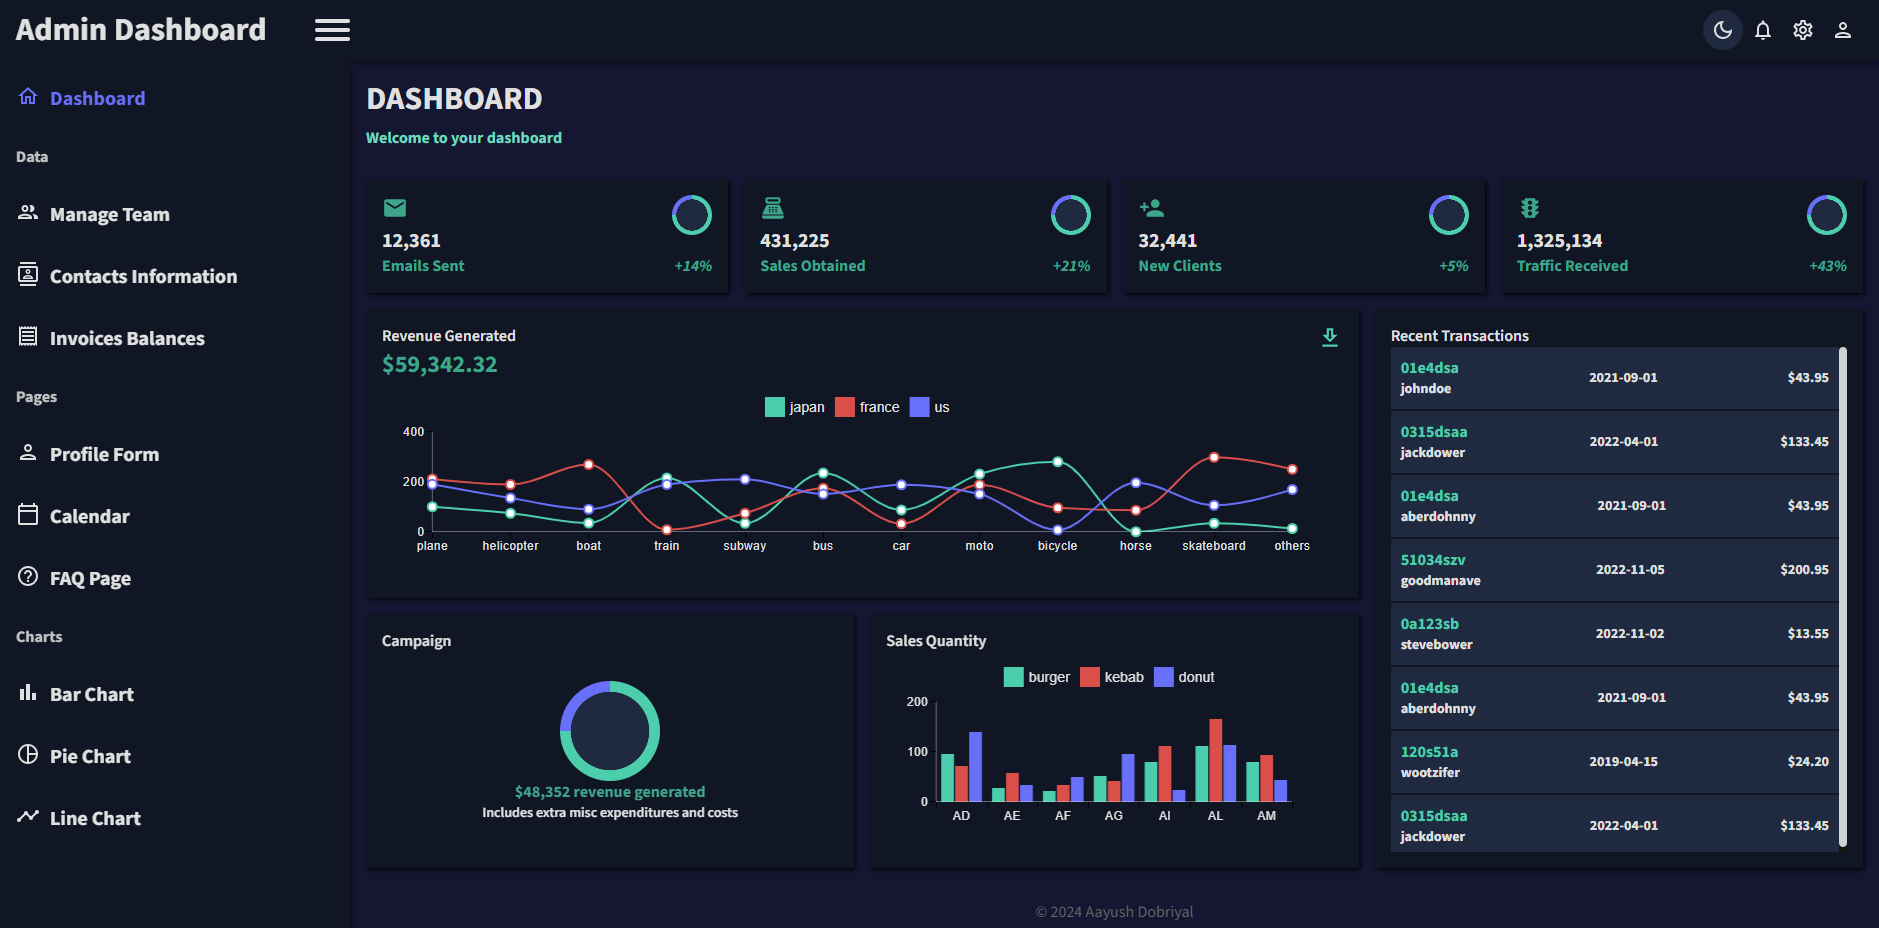 Admin Dashboard
Dashboard
Data
Manage Team
Contacts Information
Invoices Balances
Pages
Profile Form
Calendar
FAQ Page
Charts
Bar Chart
Pie Chart
Line Chart
DASHBOARD
Welcome to your dashboard
12,361
Emails Sent +14%
431,225
Sales Obtained +21%
32,441
New Clients +5%
1,325,134
Traffic Received +43%
Revenue Generated
$59,342.32
japan france us
400
200
0
plane helicopter boat train subway bus car moto bicycle horse skateboard others
Recent Transactions
01e4dsa
johndoe 2021-09-01 $43.95
0315dsaa
jackdower 2022-04-01 $133.45
01e4dsa
aberdohnny 2021-09-01 $43.95
51034szv
goodmanave 2022-11-05 $200.95
0a123sb
stevebower 2022-11-02 $13.55
01e4dsa
aberdohnny 2021-09-01 $43.95
120s51a
wootzifer 2019-04-15 $24.20
0315dsaa
jackdower 2022-04-01 $133.45
Campaign
$48,352 revenue generated
Includes extra misc expenditures and costs
Sales Quantity
burger kebab donut
200
100
0
AD AE AF AG AI AL AM
© 2024 Aayush Dobriyal